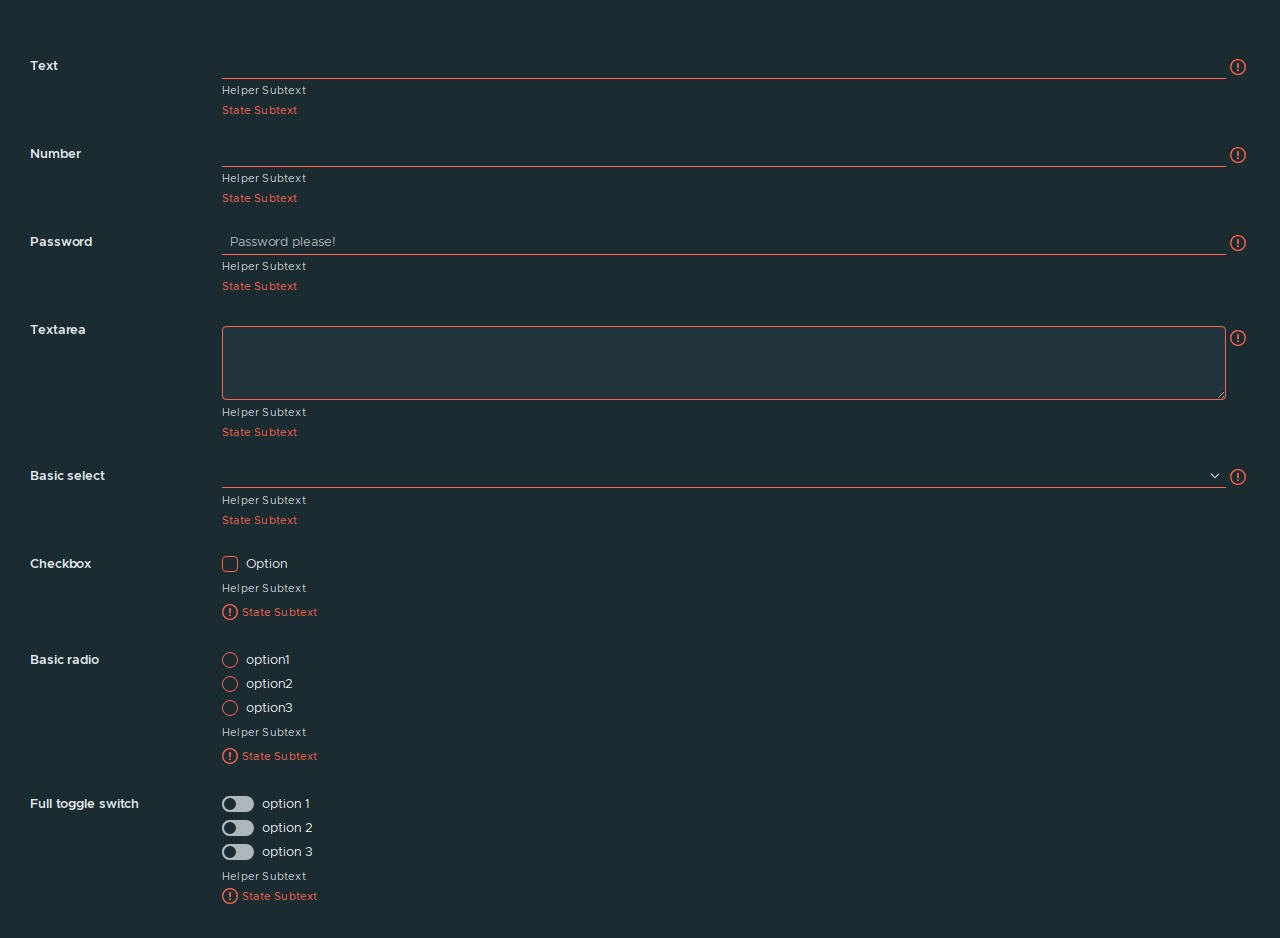 Text
Helper Subtext
State Subtext
Number
Helper Subtext
State Subtext
Password
Password please!
Helper Subtext
State Subtext
Textarea
Helper Subtext
State Subtext
Basic select
Helper Subtext
State Subtext
Checkbox
Option
Helper Subtext
State Subtext
Basic radio
option1
option2
option3
Helper Subtext
State Subtext
Full toggle switch
option 1
option 2
option 3
Helper Subtext
State Subtext